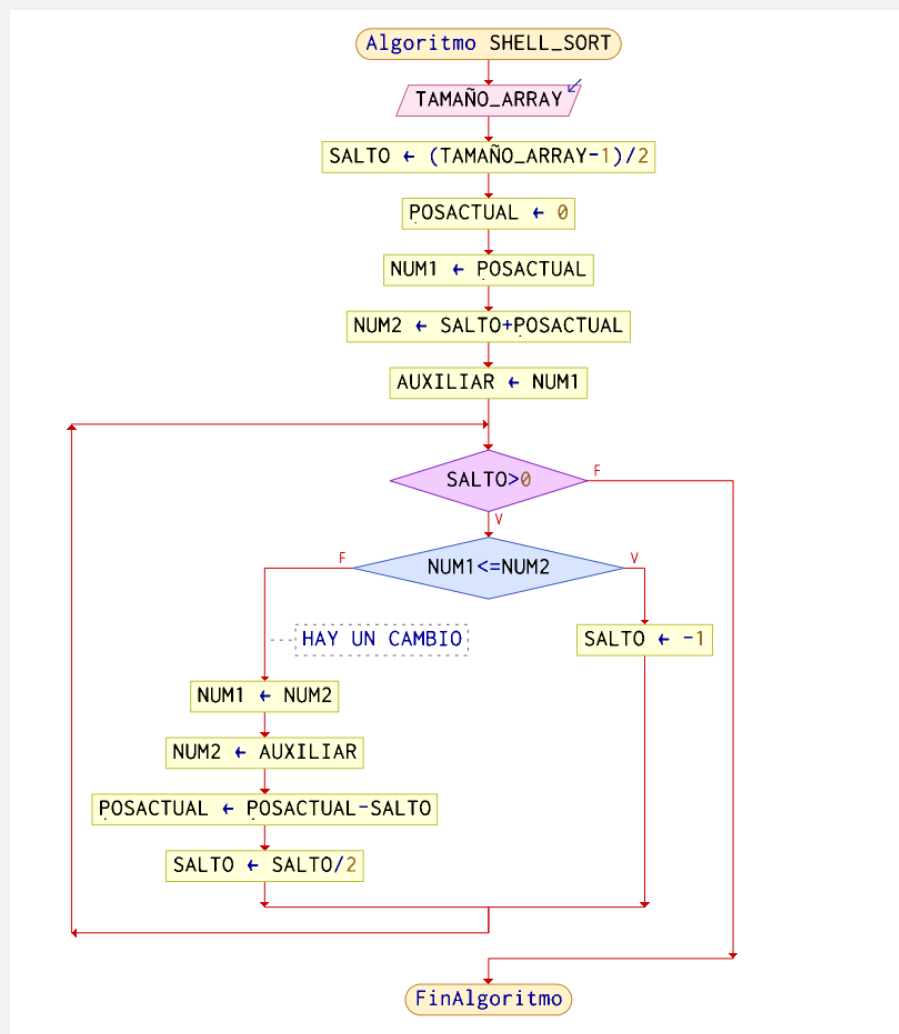 Algoritmo SHELL_SORT
TAMAÑO_ARRAY
SALTO ← (TAMAÑO_ARRAY-1)/2
POSACTUAL ← 0
NUM1 ← POSACTUAL
NUM2 ← SALTO+POSACTUAL
AUXILIAR ← NUM1
SALTO>0
F
V
NUM1<=NUM2
F
V
HAY UN CAMBIO
SALTO ← -1
NUM1 ← NUM2
NUM2 ← AUXILIAR
POSACTUAL ← POSACTUAL-SALTO
SALTO ← SALTO/2
FinAlgoritmo